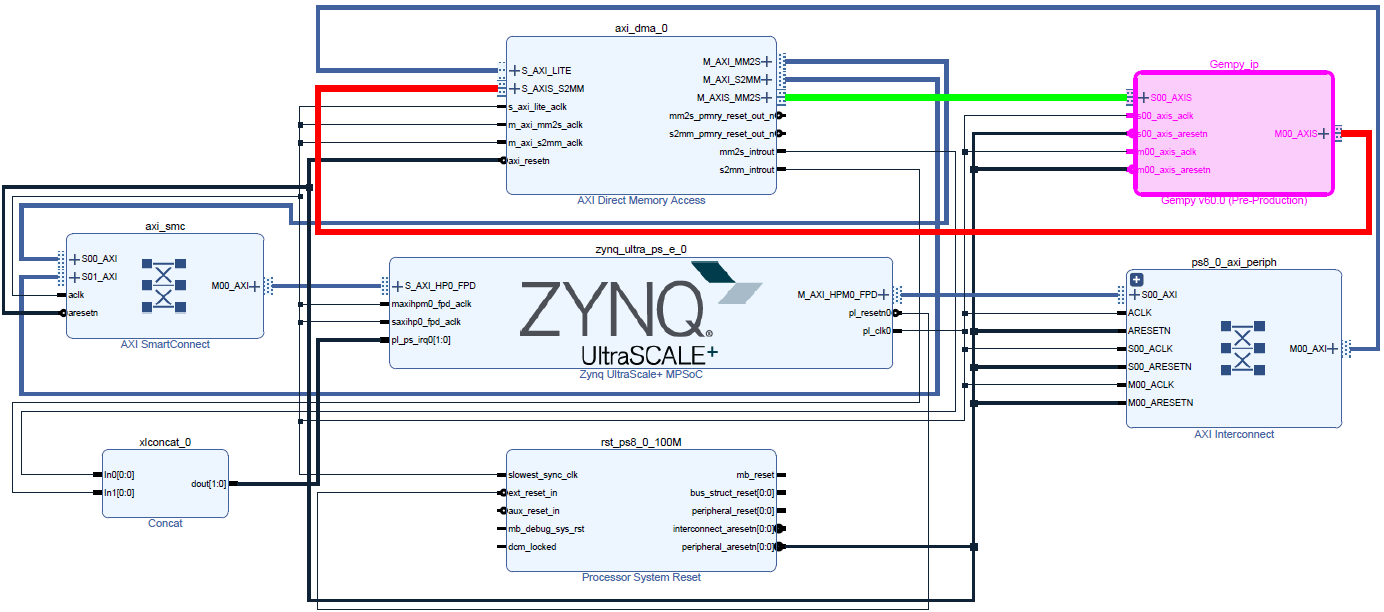 axi_dma_0
S_AXI_LITE
S_AXIS_S2MM
s_axi_lite_aclk
m_axi_mm2s_aclk
m_axi_s2mm_aclk
axi_resetn
M_AXI_MM2S
M_AXI_S2MM
M_AXIS_MM2S
mm2s_prmry_reset_out_n
s2mm_prmry_reset_out_n
mm2s_introut
s2mm_introut
AXI Direct Memory Access
Gempy_ip
S00_AXIS
s00_axis_aclk
s00_axis_aresetn
m00_axis_aclk
m00_axis_aresetn
M00_AXIS
Gempy v60.0 (Pre-Production)
axi_smc
S00_AXI
S01_AXI
aclk
aresetn
M00_AXI
AXI SmartConnect
zynq_ultra_ps_e_0
S_AXI_HP0_FPD
maxihpm0_fpd_aclk
saxihp0_fpd_aclk
pl_ps_irq0[1:0]
ZYNQ
UltraSCALE+
M_AXI_HPM0_FPD
pl_resetn0
pl_clk0
Zynq UltraScale+ MPSoC
ps8_0_axi_periph
S00_AXI
ACLK
ARESETN
S00_ACLK
S00_ARESETN
M00_ACLK
M00_ARESETN
M00_AXI
AXI Interconnect
xlconcat_0
In0[0:0]
In1[0:0]
dout[1:0]
Concat
rst_ps8_0_100M
slowest_sync_clk
ext_reset_in
aux_reset_in
mb_debug_sys_rst
dcm_locked
mb_reset
bus_struct_reset[0:0]
peripheral_reset[0:0]
interconnect_aresetn[0:0]
peripheral_aresetn[0:0]
Processor System Reset